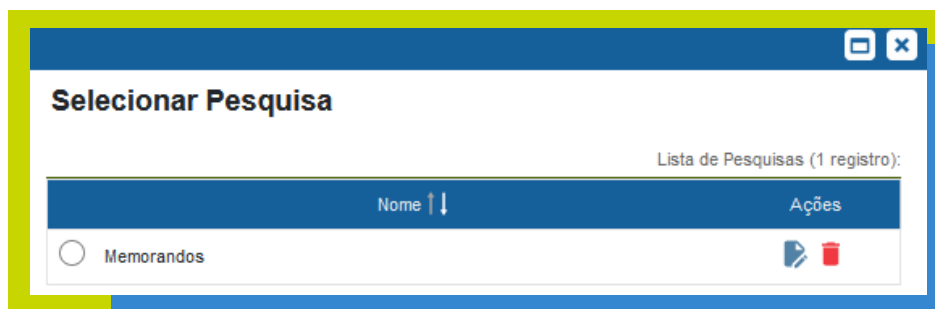 Selecionar Pesquisa
Lista de Pesquisas (1 registro):
Nome Ações
Memorandos